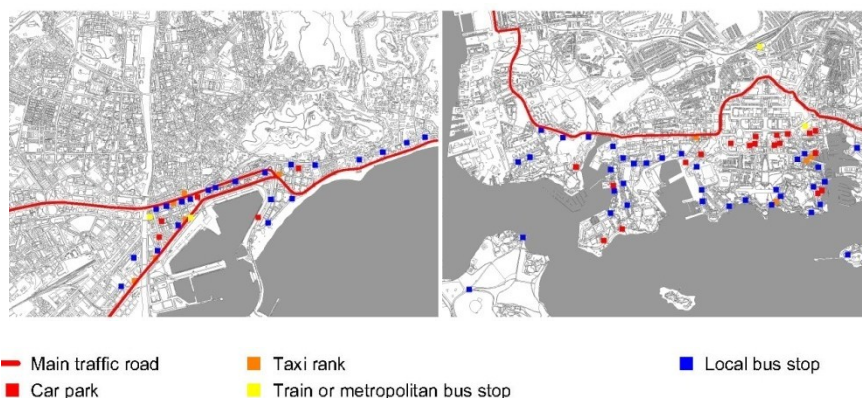 Main traffic road
Taxi rank
Local bus stop
Car park
Train or metropolitan bus stop